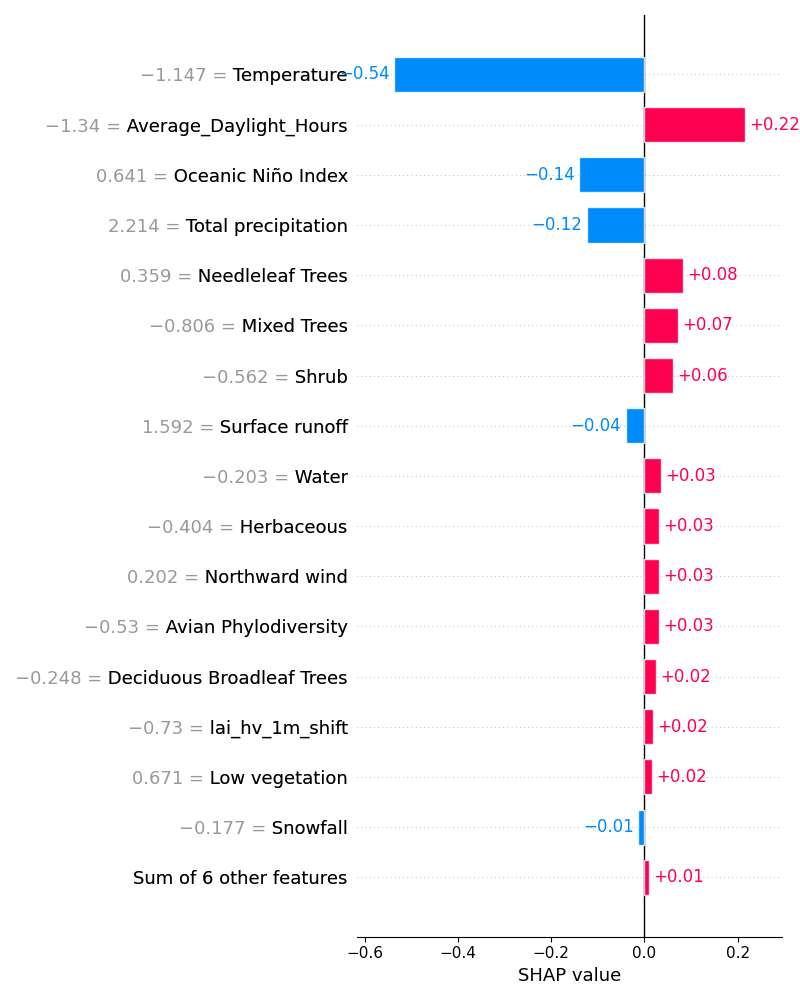 −1.147 = Temperature −0.54
−1.34 = Average_Daylight_Hours +0.22
0.641 = Oceanic Niño Index −0.14
2.214 = Total precipitation −0.12
0.359 = Needleleaf Trees +0.08
−0.806 = Mixed Trees +0.07
−0.562 = Shrub +0.06
1.592 = Surface runoff −0.04
−0.203 = Water +0.03
−0.404 = Herbaceous +0.03
0.202 = Northward wind +0.03
−0.53 = Avian Phylodiversity +0.03
−0.248 = Deciduous Broadleaf Trees +0.02
−0.73 = lai_hv_1m_shift +0.02
0.671 = Low vegetation +0.02
−0.177 = Snowfall −0.01
Sum of 6 other features +0.01
−0.6 −0.4 −0.2 0.0 0.2
SHAP value